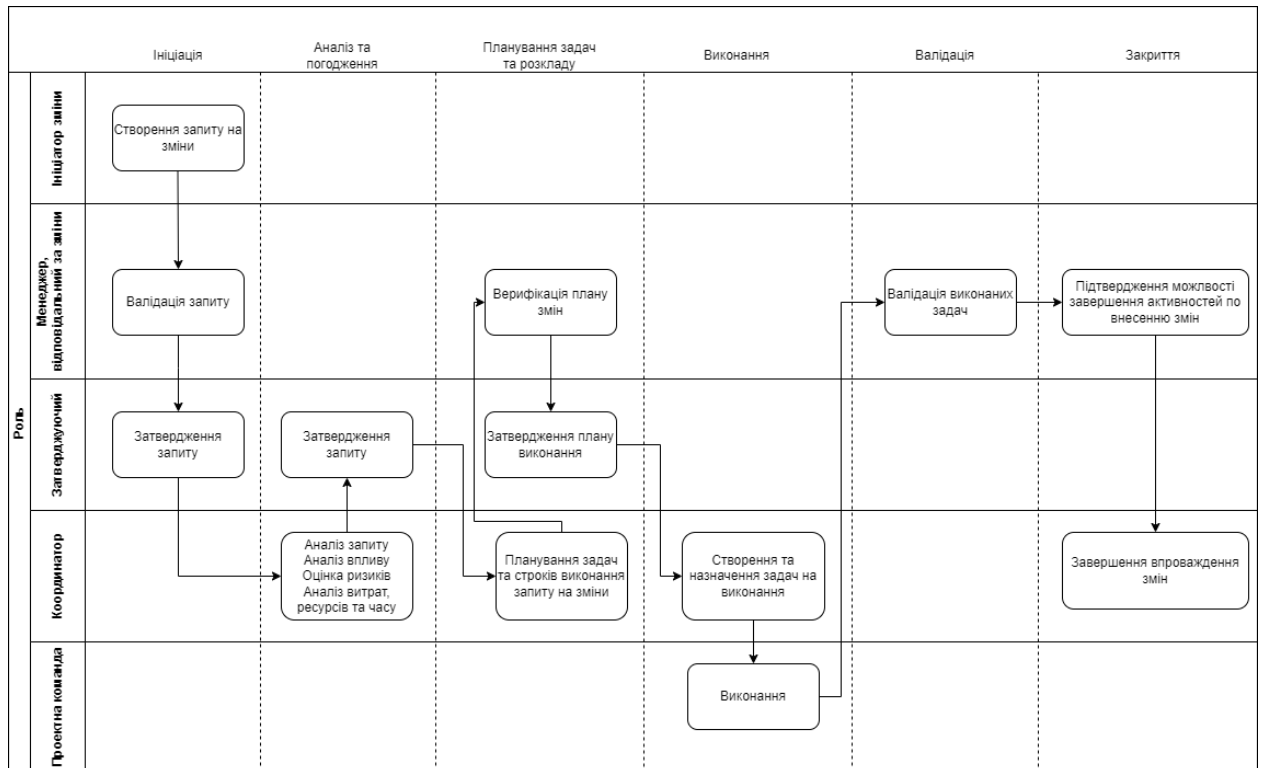 Ініціація
Аналіз та
погодження
Планування задач
та розкладу
Виконання
Валідація
Закриття
Роль
Ініціатор зміни
Створення запиту на
зміни
Менеджер,
відповідальний за зміни
Валідація запиту
Верифікація плану
змін
Валідація виконаних
задач
Підтвердження можлвості
завершення активностей по
внесенню змін
Затверджуючий
Затвердження
запиту
Затвердження
запиту
Затвердження плану
виконання
Координатор
Аналіз запиту
Аналіз впливу
Оцінка ризиків
Аналіз витрат,
ресурсів та часу
Планування задач
та строків виконання
запиту на зміни
Створення та
назначення задач на
виконання
Завершення впроваждення
змін
Проектна команда
Виконання